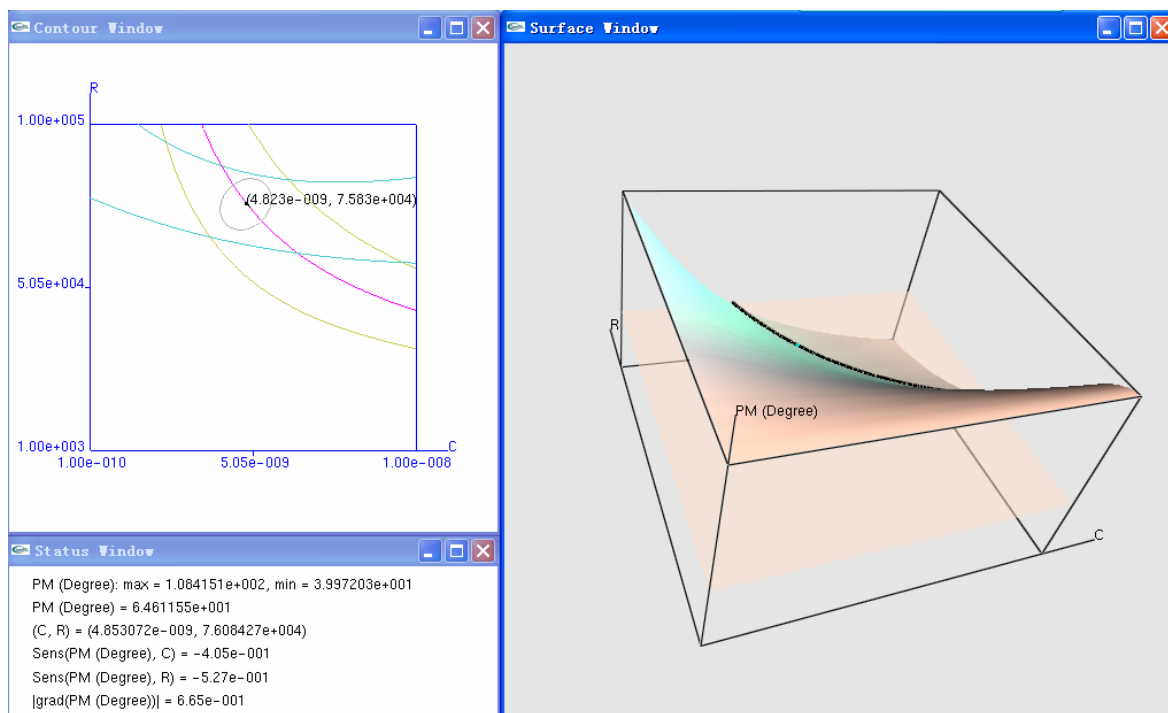 Contour Window
R
1.00e+005
(4.823e-009, 7.583e+004)
5.05e+004
1.00e+003
C
1.00e-010
5.05e-009
1.00e-008
Status Window
PM (Degree): max = 1.084151e+002, min = 3.997203e+001
PM (Degree) = 6.461155e+001
(C, R) = (4.853072e-009, 7.608427e+004)
Sens(PM (Degree), C) = -4.05e-001
Sens(PM (Degree), R) = -5.27e-001
|grad(PM (Degree))| = 6.65e-001
Surface Window
R
PM (Degree)
C